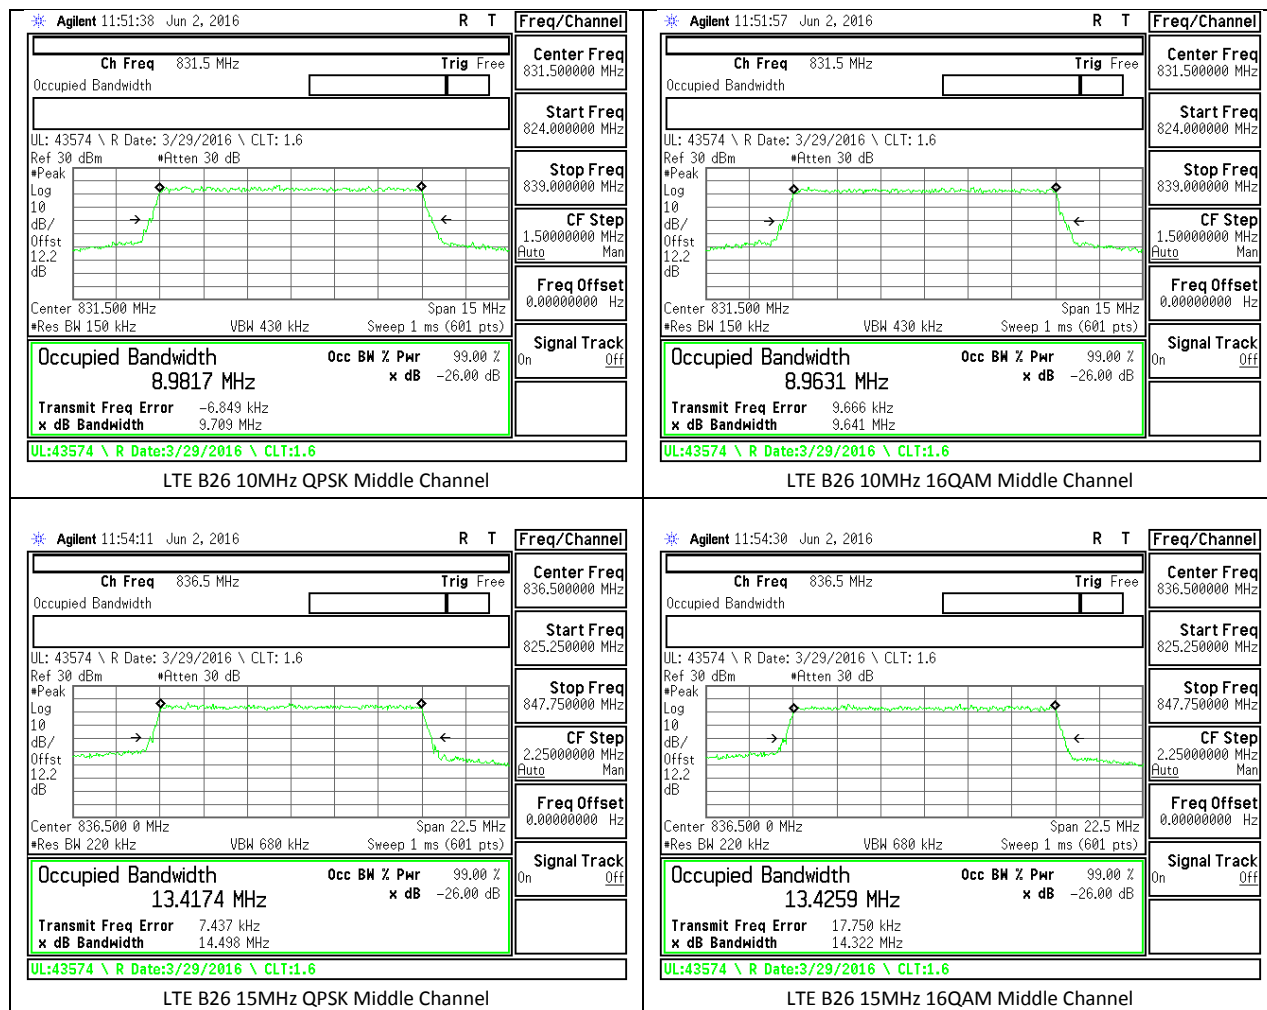 Agilent 11:51:38 Jun 2, 2016 R T Freq/Channel
Ch Freq 831.5 MHz Trig Free
Occupied Bandwidth
Center Freq
831.500000 MHz
Start Freq
824.000000 MHz
UL: 43574 \ R Date: 3/29/2016 \ CLT: 1.6
Ref 30 dBm #Atten 30 dB
#Peak
Log
10
dB/
Offst
12.2
dB
Stop Freq
839.000000 MHz
CF Step
1.50000000 MHz
Auto Man
Freq Offset
0.00000000 Hz
Center 831.500 MHz Span 15 MHz
#Res BW 150 kHz VBW 430 kHz Sweep 1 ms (601 pts)
Signal Track
On Off
Occupied Bandwidth Occ BW % Pwr 99.00 %
8.9817 MHz x dB -26.00 dB
Transmit Freq Error -6.849 kHz
x dB Bandwidth 9.709 MHz
UL:43574 \ R Date:3/29/2016 \ CLT:1.6
LTE B26 10MHz QPSK Middle Channel
Agilent 11:51:57 Jun 2, 2016 R T Freq/Channel
Ch Freq 831.5 MHz Trig Free
Occupied Bandwidth
Center Freq
831.500000 MHz
Start Freq
824.000000 MHz
UL: 43574 \ R Date: 3/29/2016 \ CLT: 1.6
Ref 30 dBm #Atten 30 dB
#Peak
Log
10
dB/
Offst
12.2
dB
Stop Freq
839.000000 MHz
CF Step
1.50000000 MHz
Auto Man
Freq Offset
0.00000000 Hz
Center 831.500 MHz Span 15 MHz
#Res BW 150 kHz VBW 430 kHz Sweep 1 ms (601 pts)
Signal Track
On Off
Occupied Bandwidth Occ BW % Pwr 99.00 %
8.9631 MHz x dB -26.00 dB
Transmit Freq Error 9.666 kHz
x dB Bandwidth 9.641 MHz
UL:43574 \ R Date:3/29/2016 \ CLT:1.6
LTE B26 10MHz 16QAM Middle Channel
Agilent 11:54:11 Jun 2, 2016 R T Freq/Channel
Ch Freq 836.5 MHz Trig Free
Occupied Bandwidth
Center Freq
836.500000 MHz
Start Freq
825.250000 MHz
UL: 43574 \ R Date: 3/29/2016 \ CLT: 1.6
Ref 30 dBm #Atten 30 dB
#Peak
Log
10
dB/
Offst
12.2
dB
Stop Freq
847.750000 MHz
CF Step
2.25000000 MHz
Auto Man
Freq Offset
0.00000000 Hz
Center 836.500 0 MHz Span 22.5 MHz
#Res BW 220 kHz VBW 680 kHz Sweep 1 ms (601 pts)
Signal Track
On Off
Occupied Bandwidth Occ BW % Pwr 99.00 %
13.4174 MHz x dB -26.00 dB
Transmit Freq Error 7.437 kHz
x dB Bandwidth 14.498 MHz
UL:43574 \ R Date:3/29/2016 \ CLT:1.6
LTE B26 15MHz QPSK Middle Channel
Agilent 11:54:30 Jun 2, 2016 R T Freq/Channel
Ch Freq 836.5 MHz Trig Free
Occupied Bandwidth
Center Freq
836.500000 MHz
Start Freq
825.250000 MHz
UL: 43574 \ R Date: 3/29/2016 \ CLT: 1.6
Ref 30 dBm #Atten 30 dB
#Peak
Log
10
dB/
Offst
12.2
dB
Stop Freq
847.750000 MHz
CF Step
2.25000000 MHz
Auto Man
Freq Offset
0.00000000 Hz
Center 836.500 0 MHz Span 22.5 MHz
#Res BW 220 kHz VBW 680 kHz Sweep 1 ms (601 pts)
Signal Track
On Off
Occupied Bandwidth Occ BW % Pwr 99.00 %
13.4259 MHz x dB -26.00 dB
Transmit Freq Error 17.750 kHz
x dB Bandwidth 14.322 MHz
UL:43574 \ R Date:3/29/2016 \ CLT:1.6
LTE B26 15MHz 16QAM Middle Channel